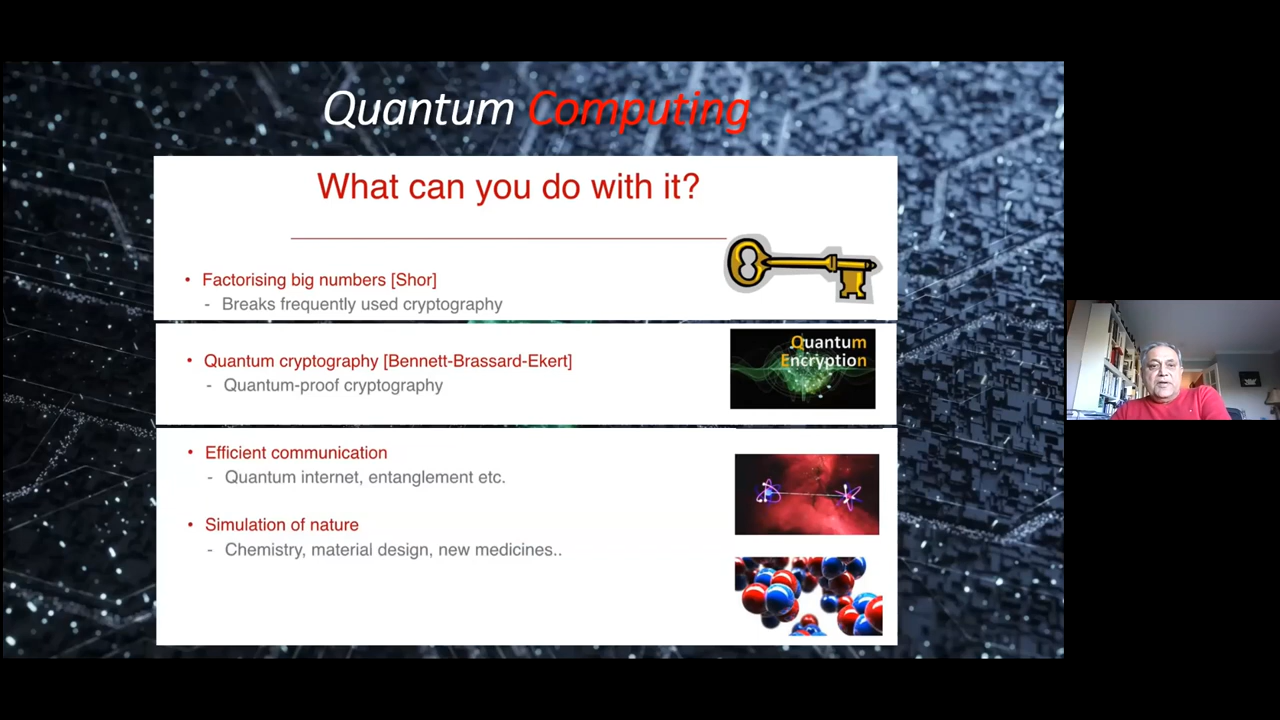 Quantum Computing
What can you do with it?
• Factorising big numbers [Shor]
- Breaks frequently used cryptography
• Quantum cryptography [Bennett-Brassard-Ekert]
- Quantum-proof cryptography
Quantum
Encryption
• Efficient communication
- Quantum internet, entanglement etc.
• Simulation of nature
- Chemistry, material design, new medicines..